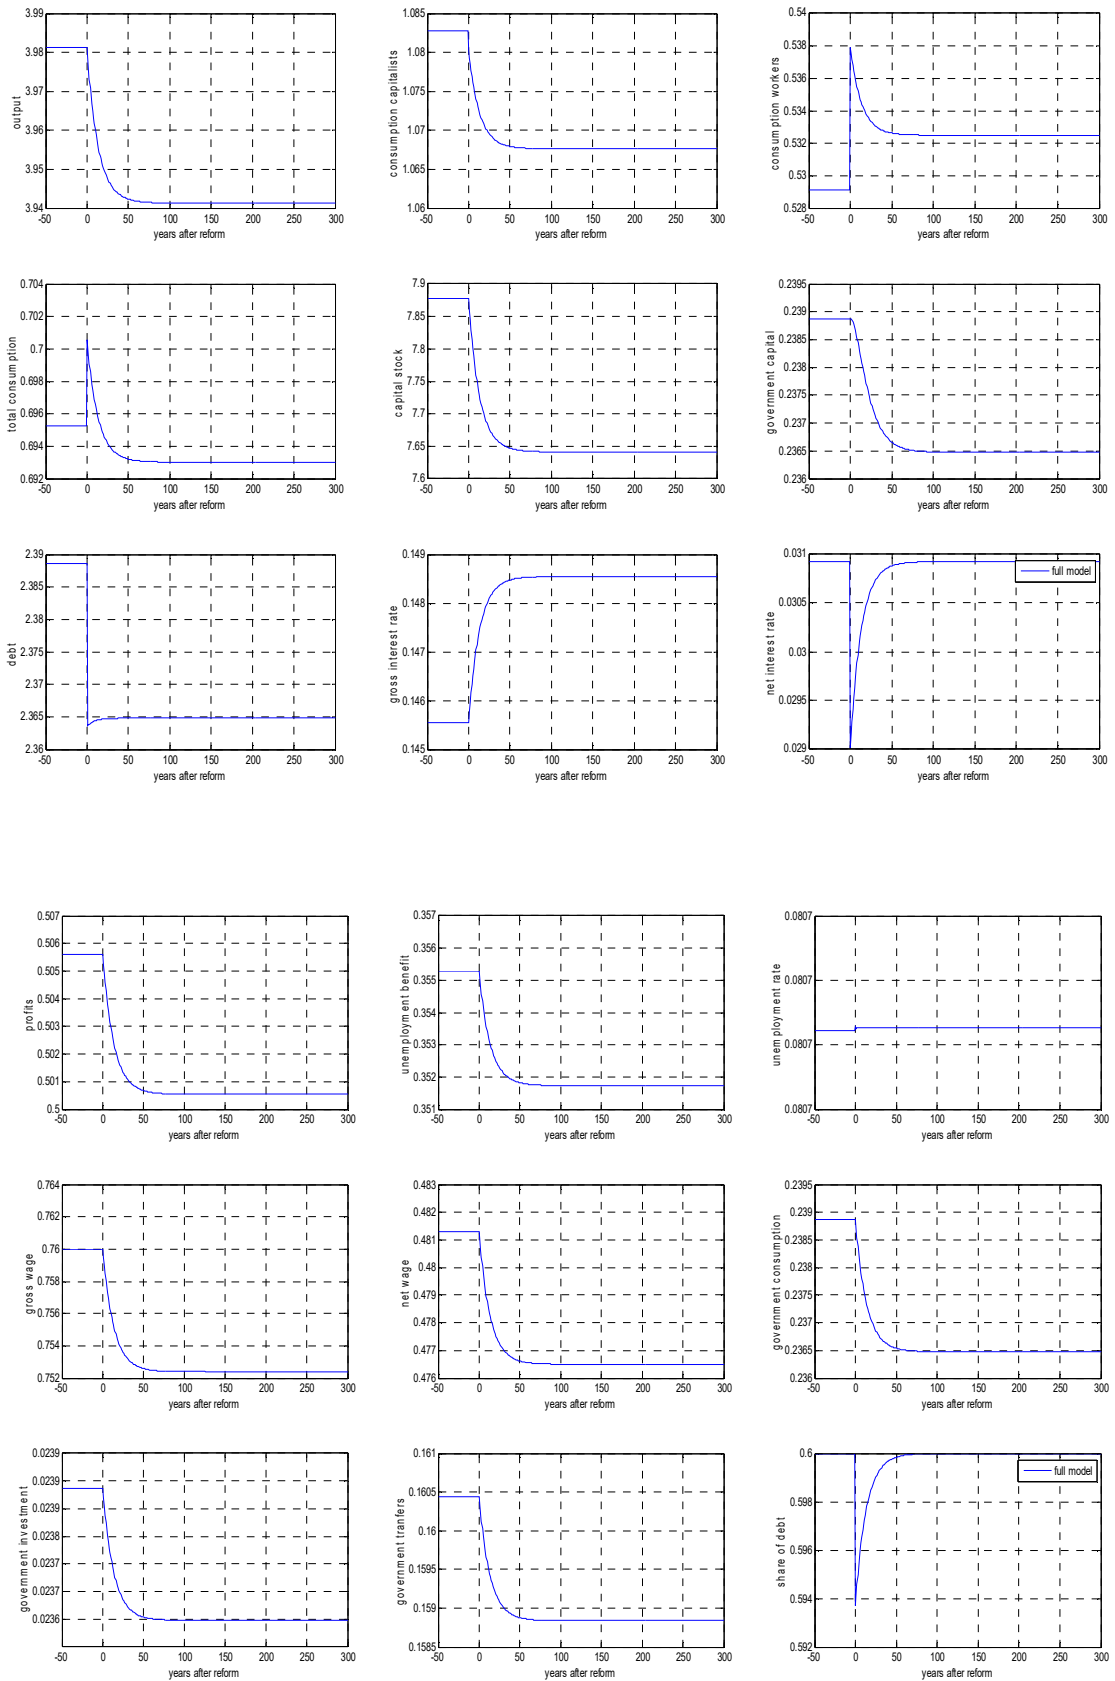 output
3.99
3.98
3.97
3.96
3.95
3.94
-50 0 50 100 150 200 250 300
years after reform
consumption capitalists
1.085
1.08
1.075
1.07
1.065
1.06
-50 0 50 100 150 200 250 300
years after reform
consumption workers
0.54
0.538
0.536
0.534
0.532
0.53
0.528
-50 0 50 100 150 200 250 300
years after reform
total consumption
0.704
0.702
0.7
0.698
0.696
0.694
0.692
-50 0 50 100 150 200 250 300
years after reform
capital stock
7.9
7.85
7.8
7.75
7.7
7.65
7.6
-50 0 50 100 150 200 250 300
years after reform
government capital
0.2395
0.239
0.2385
0.238
0.2375
0.237
0.2365
0.236
-50 0 50 100 150 200 250 300
years after reform
debt
2.39
2.385
2.38
2.375
2.37
2.365
2.36
-50 0 50 100 150 200 250 300
years after reform
gross interest rate
0.149
0.148
0.147
0.146
0.145
-50 0 50 100 150 200 250 300
years after reform
net interest rate
0.031
0.0305
0.03
0.0295
0.029
full model
-50 0 50 100 150 200 250 300
years after reform
profits
0.507
0.506
0.505
0.504
0.503
0.502
0.501
0.5
-50 0 50 100 150 200 250 300
years after reform
unemployment benefit
0.357
0.356
0.355
0.354
0.353
0.352
0.351
-50 0 50 100 150 200 250 300
years after reform
unemployment rate
0.0807
0.0807
0.0807
0.0807
-50 0 50 100 150 200 250 300
years after reform
gross wage
0.764
0.762
0.76
0.758
0.756
0.754
0.752
-50 0 50 100 150 200 250 300
years after reform
net wage
0.483
0.482
0.481
0.48
0.479
0.478
0.477
0.476
-50 0 50 100 150 200 250 300
years after reform
government consumption
0.2395
0.239
0.2385
0.238
0.2375
0.237
0.2365
0.236
-50 0 50 100 150 200 250 300
years after reform
government investment
0.0239
0.0239
0.0238
0.0238
0.0237
0.0237
0.0236
-50 0 50 100 150 200 250 300
years after reform
government tranfers
0.161
0.1605
0.16
0.1595
0.159
0.1585
-50 0 50 100 150 200 250 300
years after reform
share of debt
0.6
0.598
0.596
0.594
0.592
full model
-50 0 50 100 150 200 250 300
years after reform